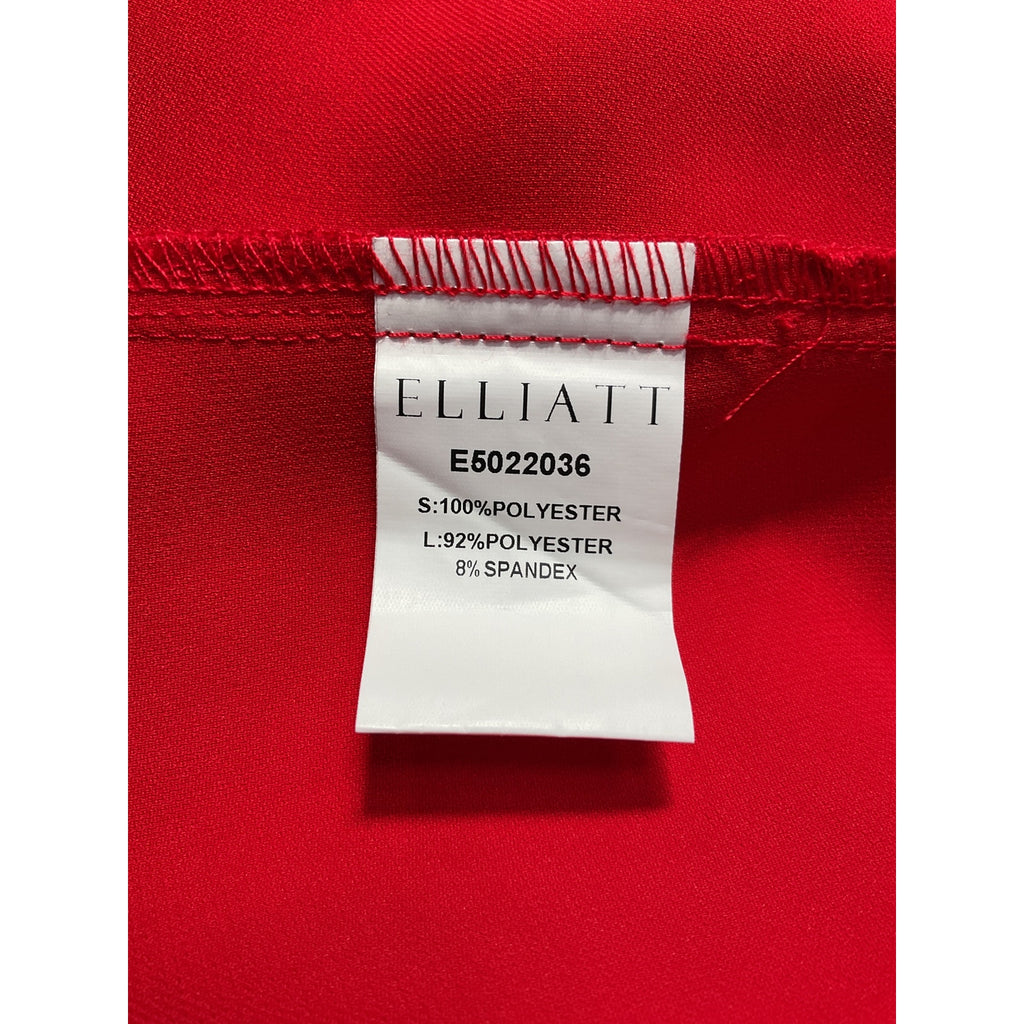 ELLIATT
E5022036
S:100%POLYESTER
L:92%POLYESTER
8% SPANDEX